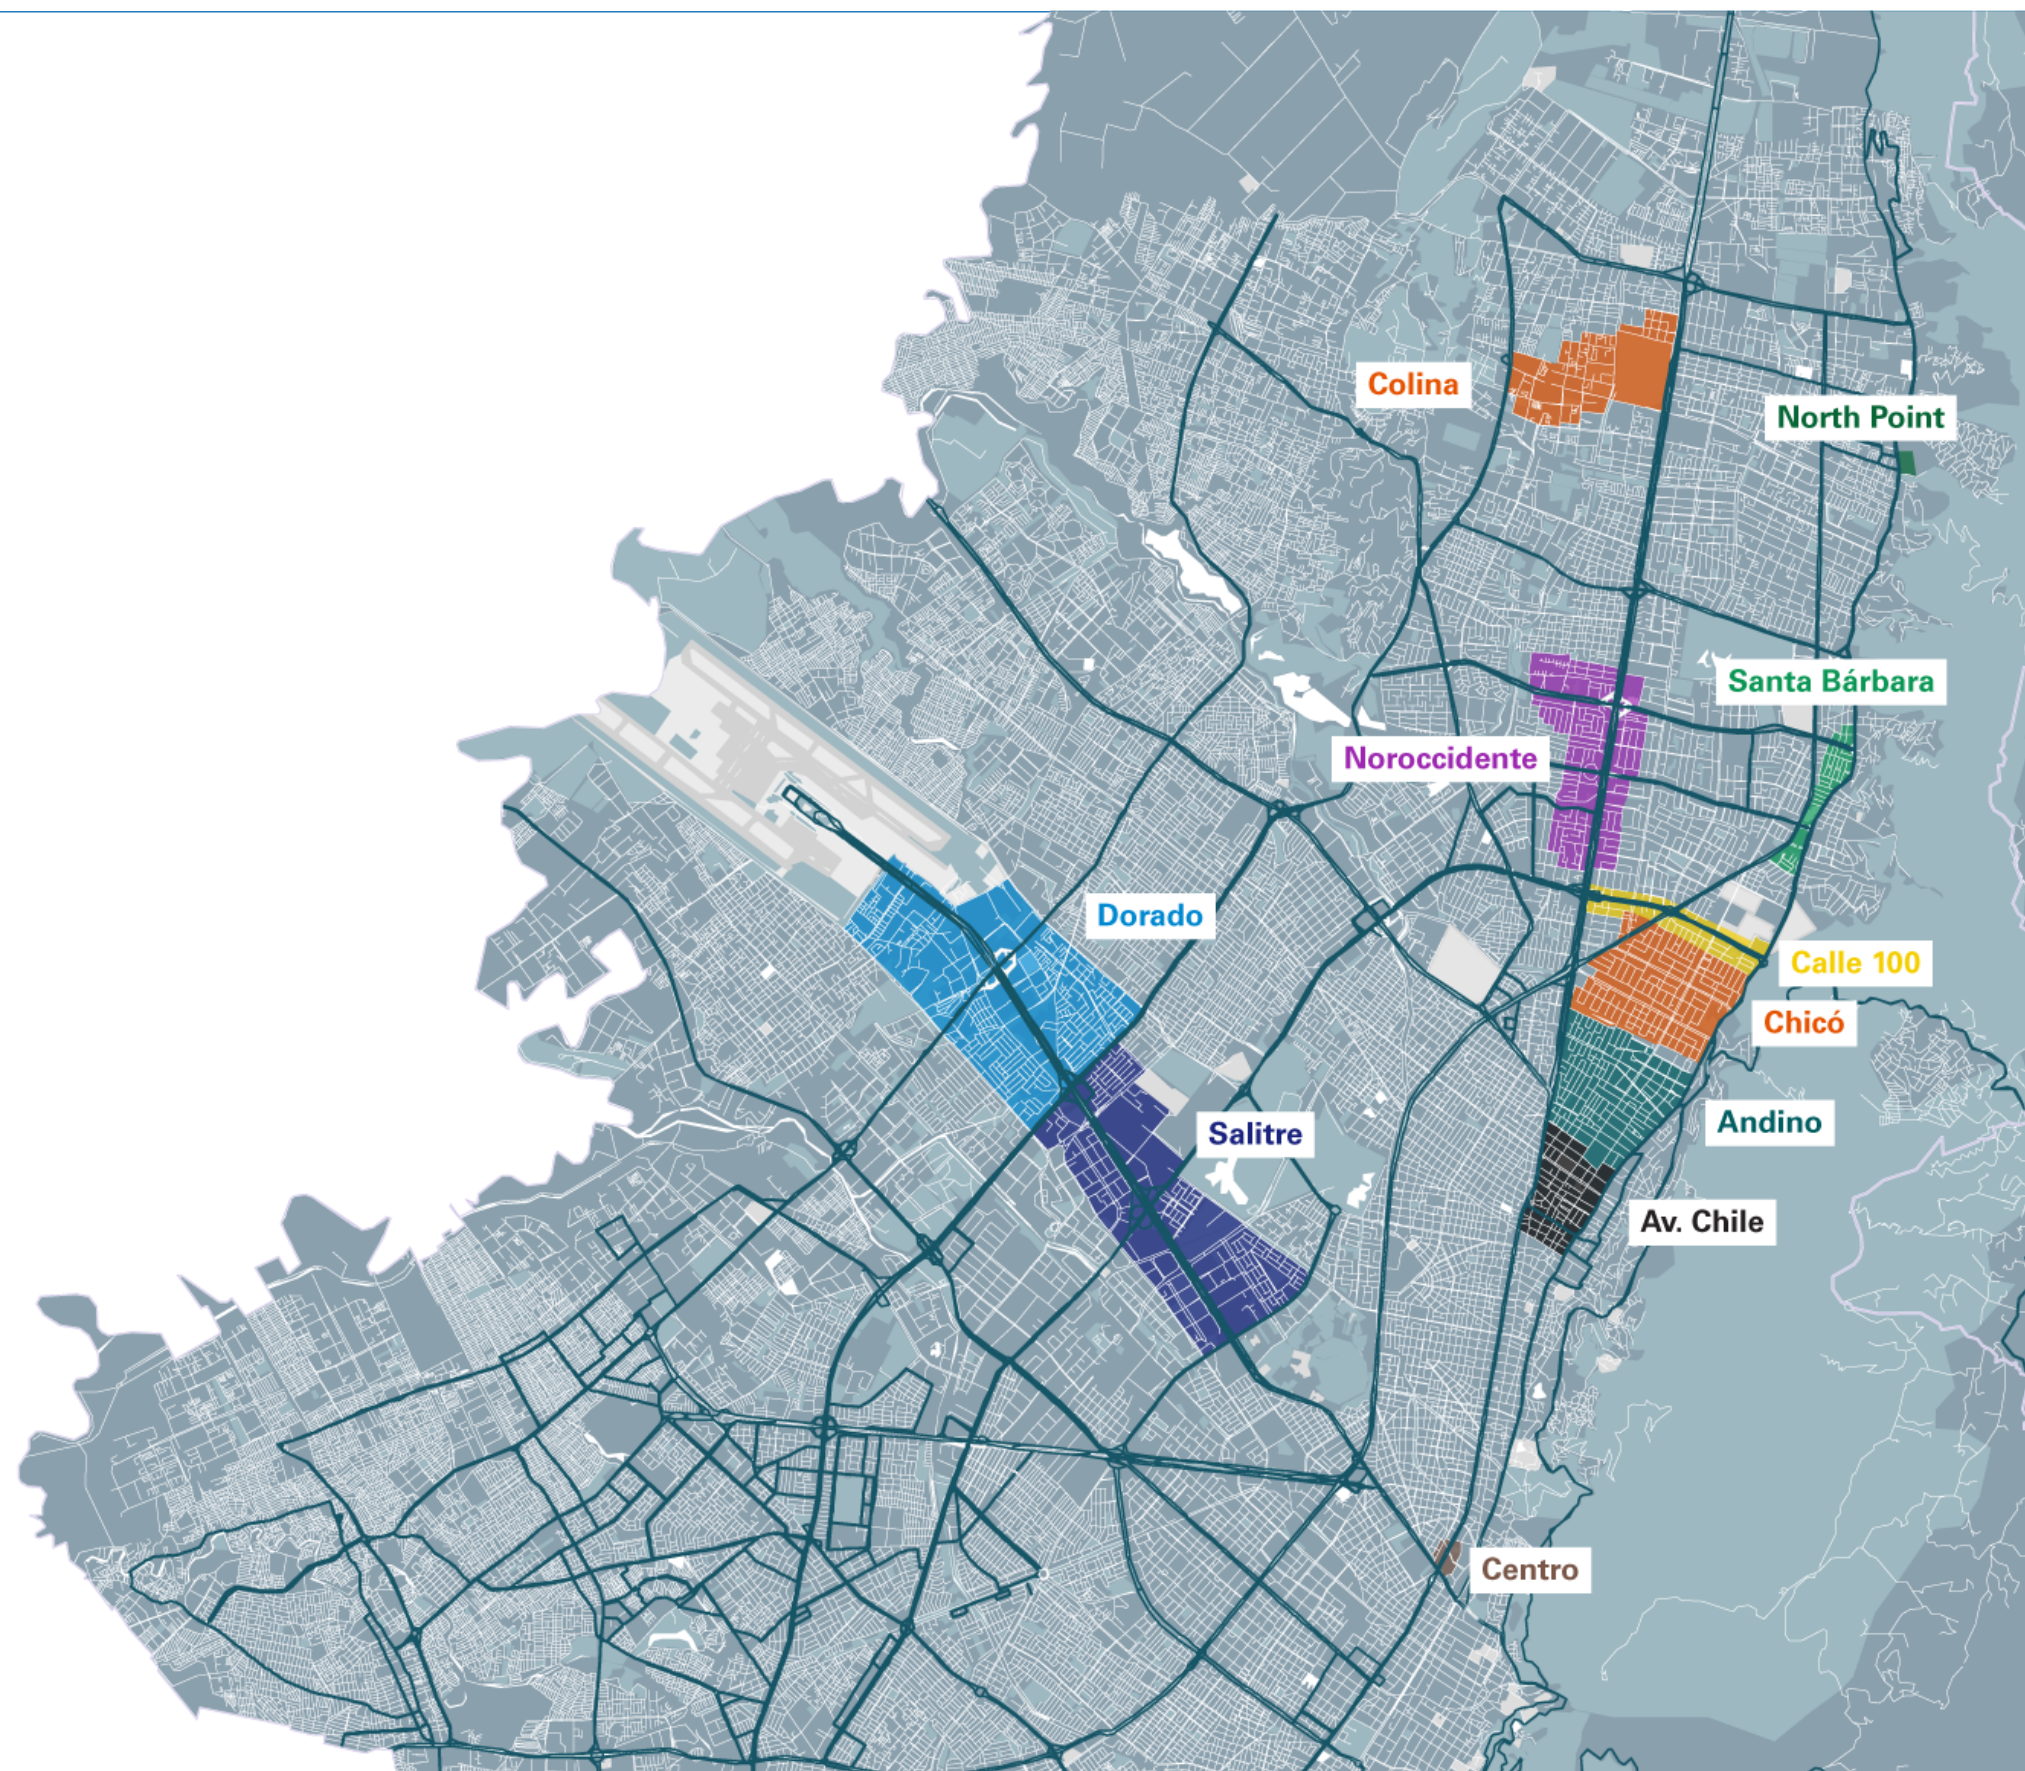 Colina
North Point
Santa Bárbara
Noroccidente
Dorado
Calle 100
Chicó
Andino
Salitre
Av. Chile
Centro